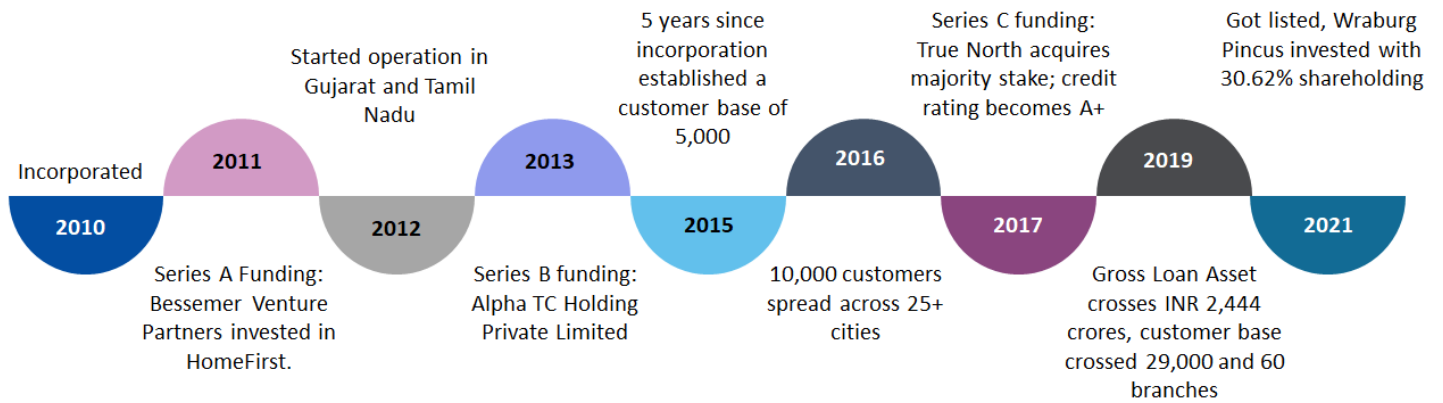 Incorporated
2010
2011
Series A Funding:
Bessemer Venture
Partners invested in
HomeFirst.
Started operation in
Gujarat and Tamil
Nadu
2012
2013
Series B funding:
Alpha TC Holding
Private Limited
5 years since
incorporation
established a
customer base of
5,000
2015
2016
10,000 customers
spread across 25+
cities
Series C funding:
True North acquires
majority stake; credit
rating becomes A+
2017
2019
Gross Loan Asset
crosses INR 2,444
crores, customer base
crossed 29,000 and 60
branches
Got listed, Wraburg
Pincus invested with
30.62% shareholding
2021